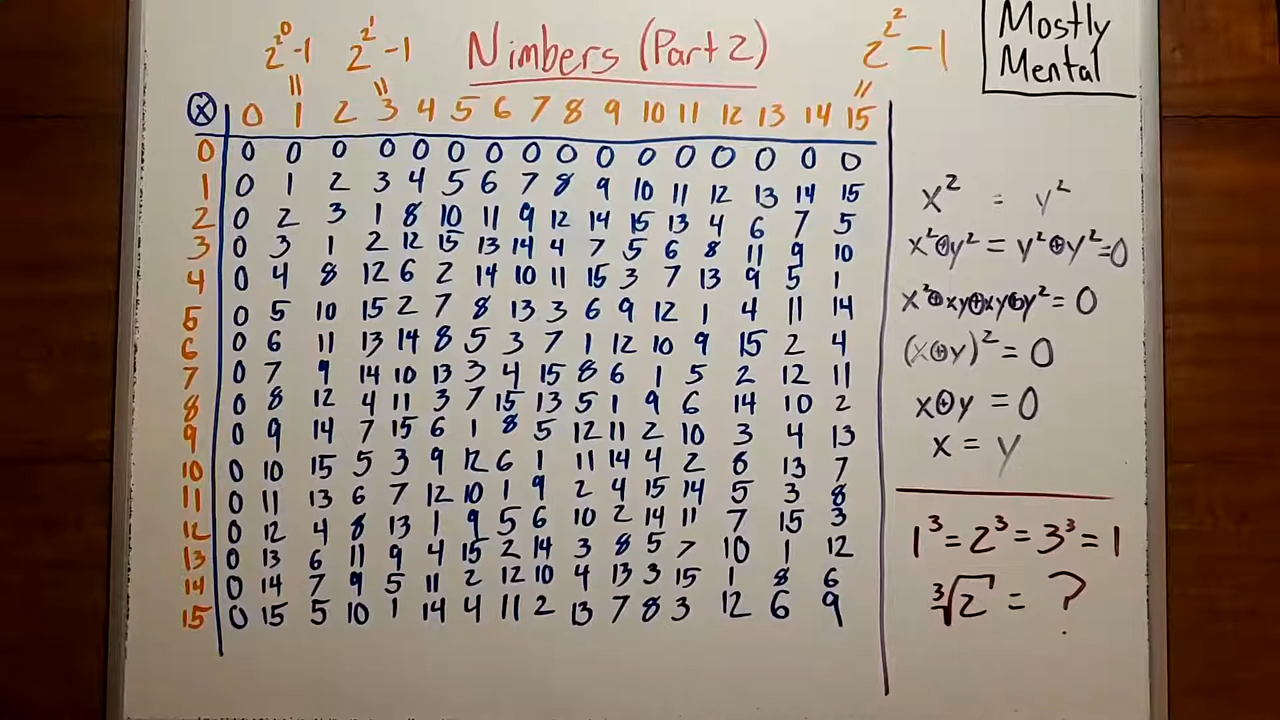 2^2^0 -1 2^2^1 -1 Nimbers (Part 2) 2^2^2 -1
Mostly
Mental
= = =
ⓧ 0 1 2 3 4 5 6 7 8 9 10 11 12 13 14 15
0 0 0 0 0 0 0 0 0 0 0 0 0 0 0 0 0
1 0 1 2 3 4 5 6 7 8 9 10 11 12 13 14 15
2 0 2 3 1 8 10 11 9 12 14 15 13 4 6 7 5
3 0 3 1 2 12 15 13 14 4 7 5 6 8 11 9 10
4 0 4 8 12 6 2 14 10 11 15 3 7 13 9 5 1
5 0 5 10 15 2 7 8 13 3 6 9 12 1 4 11 14
6 0 6 11 13 14 8 5 3 7 1 12 10 9 15 2 4
7 0 7 9 14 10 13 3 4 15 8 6 1 5 2 12 11
8 0 8 12 4 11 3 7 15 13 5 1 9 6 14 10 2
9 0 9 14 7 15 6 1 8 5 12 11 2 10 3 4 13
10 0 10 15 5 3 9 12 6 1 11 14 4 2 8 13 7
11 0 11 13 6 7 12 10 1 9 2 4 15 14 5 3 8
12 0 12 4 8 13 1 9 5 6 10 2 14 11 7 15 3
13 0 13 6 11 9 4 15 2 14 3 8 5 7 10 1 12
14 0 14 7 9 5 11 2 12 10 4 13 3 15 1 8 6
15 0 15 5 10 1 14 4 11 2 13 7 8 3 12 6 9
x² = y²
x²⊕y² = y²⊕y²=0
x²⊕xy⊕xy⊕y² = 0
(x⊕y)² = 0
x⊕y = 0
x = y
1³=2³=3³=1
∛2 = ?